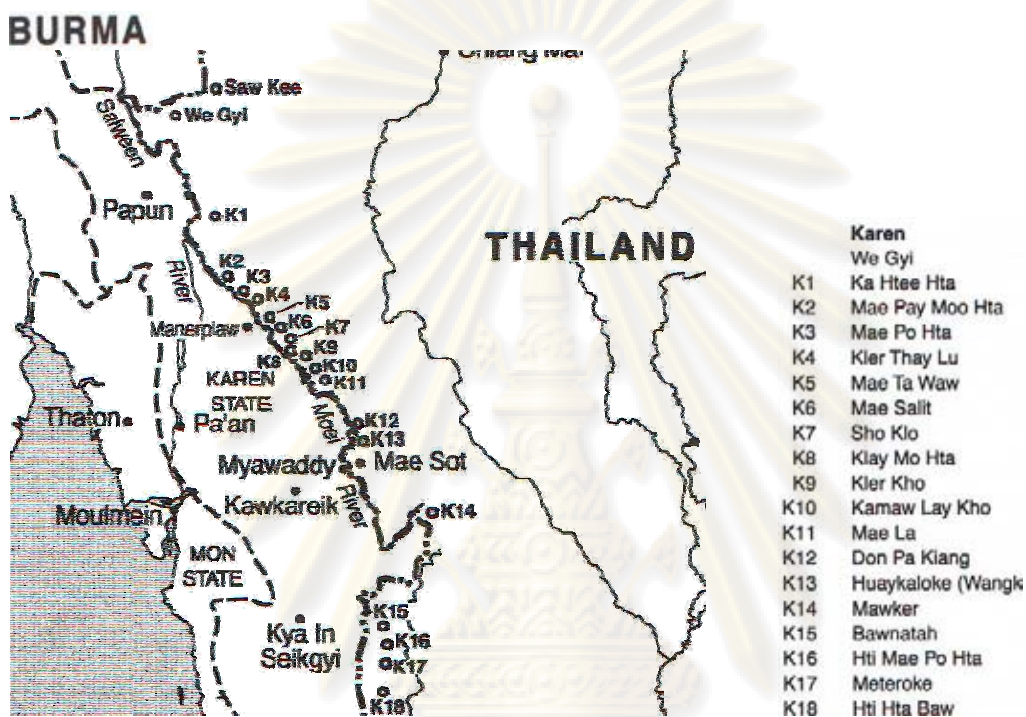 BURMA
Chiang Mai
Saw Kee
We Gyi
Salween
Papun
K1
THAILAND
K2
K3
River
K4
K5
K6
Manerplaw
K7
K8
K9
K10
KAREN
STATE
K11
Moei
Thaton
Pa'an
K12
K13
Myawaddy
Mae Sot
Kawkareik
River
K14
Moulmein
MON
STATE
K15
Kya In
Seikgyi
K16
K17
K18
Karen
We Gyi
K1 Ka Htee Hta
K2 Mae Pay Moo Hta
K3 Mae Po Hta
K4 Kler Thay Lu
K5 Mae Ta Waw
K6 Mae Salit
K7 Sho Klo
K8 Klay Mo Hta
K9 Kler Kho
K10 Kamaw Lay Kho
K11 Mae La
K12 Don Pa Kiang
K13 Huaykaloke (Wangka
K14 Mawker
K15 Bawnatah
K16 Hti Mae Po Hta
K17 Meteroke
K18 Hti Hta Baw